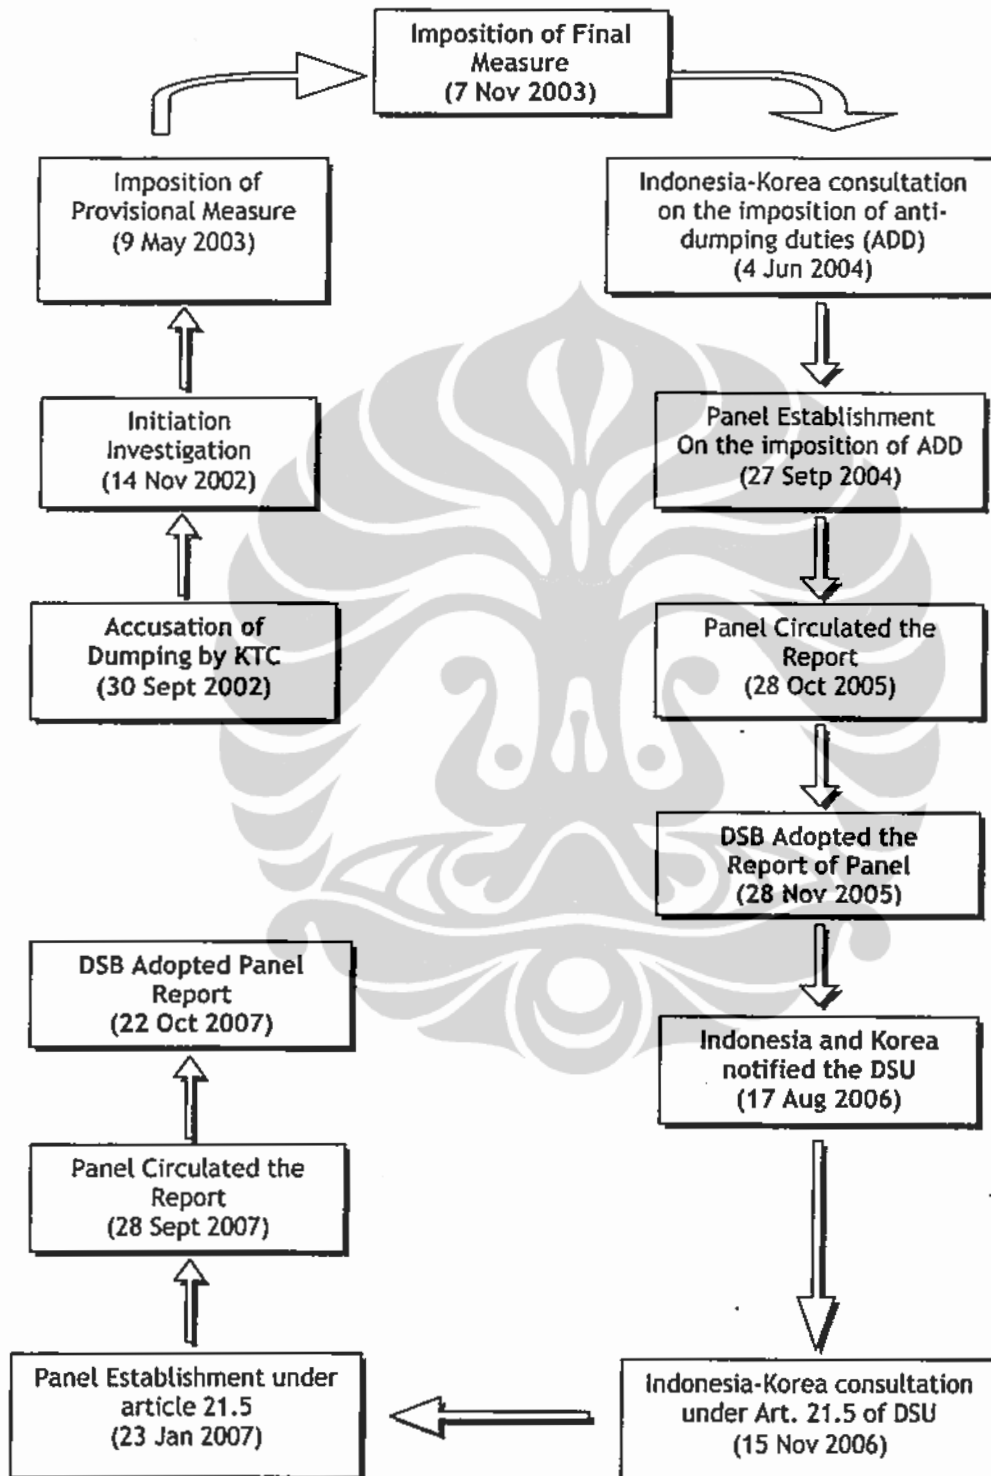 Imposition of Final
Measure
(7 Nov 2003)
Imposition of
Provisional Measure
(9 May 2003)
Indonesia-Korea consultation
on the imposition of anti-
dumping duties (ADD)
(4 Jun 2004)
Initiation
Investigation
(14 Nov 2002)
Panel Establishment
On the imposition of ADD
(27 Setp 2004)
Accusation of
Dumping by KTC
(30 Sept 2002)
Panel Circulated the
Report
(28 Oct 2005)
DSB Adopted the
Report of Panel
(28 Nov 2005)
DSB Adopted Panel
Report
(22 Oct 2007)
Indonesia and Korea
notified the DSU
(17 Aug 2006)
Panel Circulated the
Report
(28 Sept 2007)
Panel Establishment under
article 21.5
(23 Jan 2007)
Indonesia-Korea consultation
under Art. 21.5 of DSU
(15 Nov 2006)